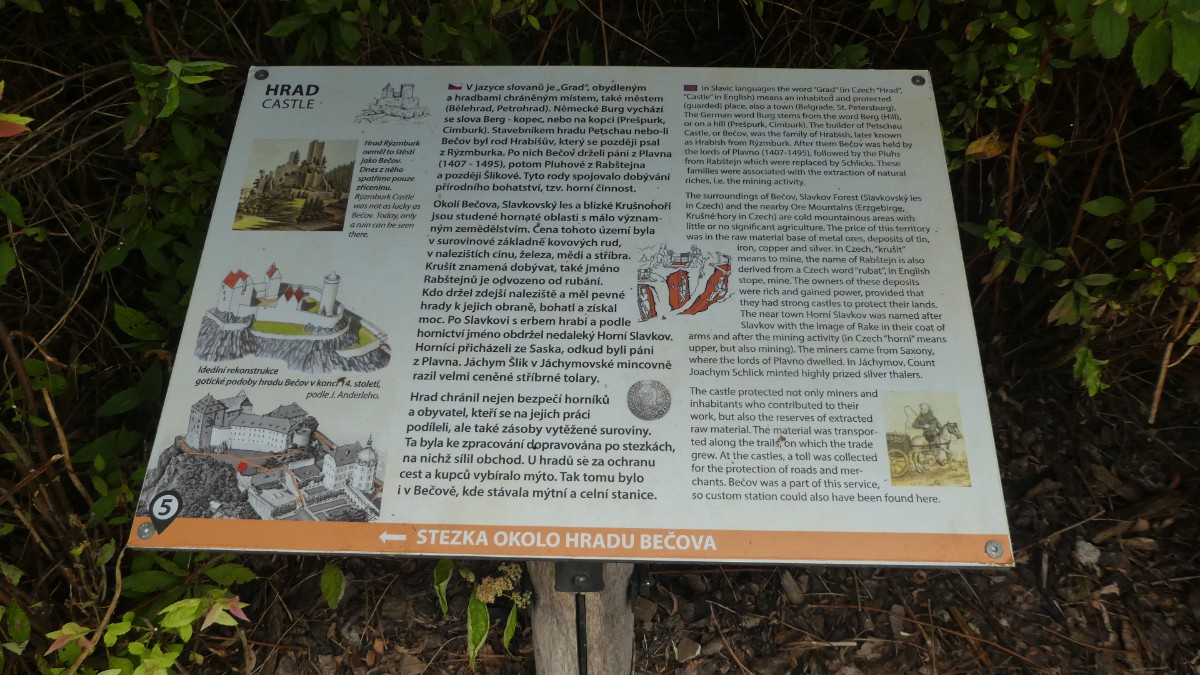 HRAD
CASTLE
Hrad Rýzmburk
neměl to štěstí
jako Bečov.
Dnes z něho
spatříme pouze
zříceninu.
Rýzmburk Castle
was not as lucky as
Bečov. Today, only
a ruin can be seen
there.
Ideální rekonstrukce
gotické podoby hradu Bečov v konci 14. století,
podle J. Anderleho.
5
V jazyce slovanů je „Grad“, obydleným
a hradbami chráněným místem, také městem
(Bělehrad, Petrohrad). Německé Burg vychází
se slova Berg - kopec, nebo na kopci (Prešpurk,
Cimburk). Stavebníkem hradu Petschau nebo-li
Bečov byl rod Hrabišův, který se později psal
z Rýzmburka. Po nich Bečov drželi páni z Plavna
(1407 - 1495), potom Pluhové z Rabštejna
a později Šlikové. Tyto rody spojovalo dobývání
přírodního bohatství, tzv. horní činnost.
Okolí Bečova, Slavkovský les a blízké Krušnohoří
jsou studené hornaté oblasti s málo význam-
ným zemědělstvím. Cena tohoto území byla
v surovinové základně kovových rud,
v nalezištích cínu, železa, mědi a stříbra.
Krušit znamená dobývat, také jméno
Rabštejnů je odvozeno od rubání.
Kdo držel zdejší naleziště a měl pevné
hrady k jejich obraně, bohatl a získal
moc. Po Slavkovi s erbem hrabí a podle
hornictví jméno obdržel nedaleký Horní Slavkov.
Horníci přicházeli ze Saska, odkud byli páni
z Plavna. Jáchym Šlik v Jáchymovské mincovně
razil velmi ceněné stříbrné tolary.
Hrad chránil nejen bezpečí horníků
a obyvatel, kteří se na jejich práci
podíleli, ale také zásoby vytěžené suroviny.
Ta byla ke zpracování dopravována po stezkách,
na nichž sílil obchod. U hradů se za ochranu
cest a kupců vybíralo mýto. Tak tomu bylo
i v Bečově, kde stávala mýtní a celní stanice.
In Slavic languages the word "Grad" (in Czech "Hrad",
"Castle" in English) means an inhabited and protected
(guarded) place, also a town (Belgrade, St. Petersburg).
The German word Burg stems from the word Berg (Hill),
or on a hill (Prešpurk, Cimburk). The builder of Petschau
Castle, or Bečov, was the family of Hrabish, later known
as Hrabish from Rýzmburk. After them Bečov was held by
the lords of Plavno (1407-1495), followed by the Pluhs
from Rabštejn which were replaced by Schlicks. These
families were associated with the extraction of natural
riches, i.e. the mining activity.
The surroundings of Bečov, Slavkov Forest (Slavkovský les
in Czech) and the nearby Ore Mountains (Erzgebirge,
Krušné hory in Czech) are cold mountainous areas with
little or no significant agriculture. The price of this territory
was in the raw material base of metal ores, deposits of tin,
iron, copper and silver. In Czech, "krušit"
means to mine, the name of Rabštejn is also
derived from a Czech word "rubat", in English
stope, mine. The owners of these deposits
were rich and gained power, provided that
they had strong castles to protect their lands.
The near town Horní Slavkov was named after
Slavkov with the image of Rake in their coat of
arms and after the mining activity (in Czech "horní" means
upper, but also mining). The miners came from Saxony,
where the lords of Plavno dwelled. In Jáchymov, Count
Joachym Schlick minted highly prized silver thalers.
The castle protected not only miners and
inhabitants who contributed to their
work, but also the reserves of extracted
raw material. The material was transpor-
ted along the trails, on which the trade
grew. At the castles, a toll was collected
for the protection of roads and mer-
chants. Bečov was a part of this service,
so custom station could also have been found here.
STEZKA OKOLO HRADU BEČOVA